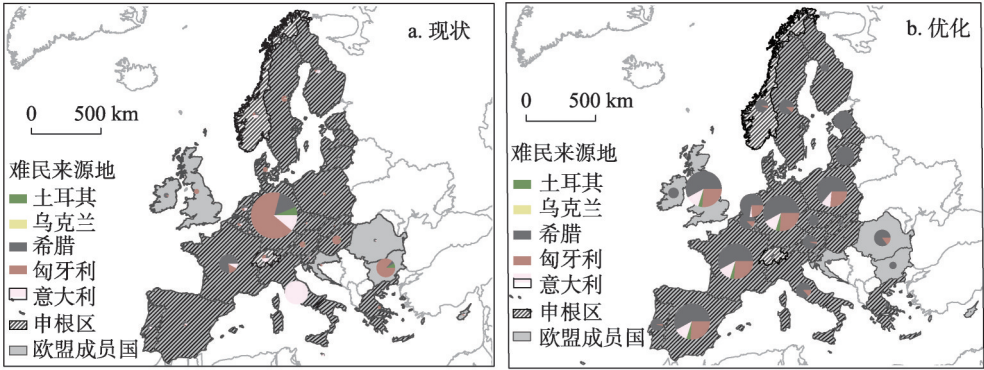 a. 现状
0 500 km
难民来源地
土耳其
乌克兰
希腊
匈牙利
意大利
申根区
欧盟成员国
b. 优化
0 500 km
难民来源地
土耳其
乌克兰
希腊
匈牙利
意大利
申根区
欧盟成员国